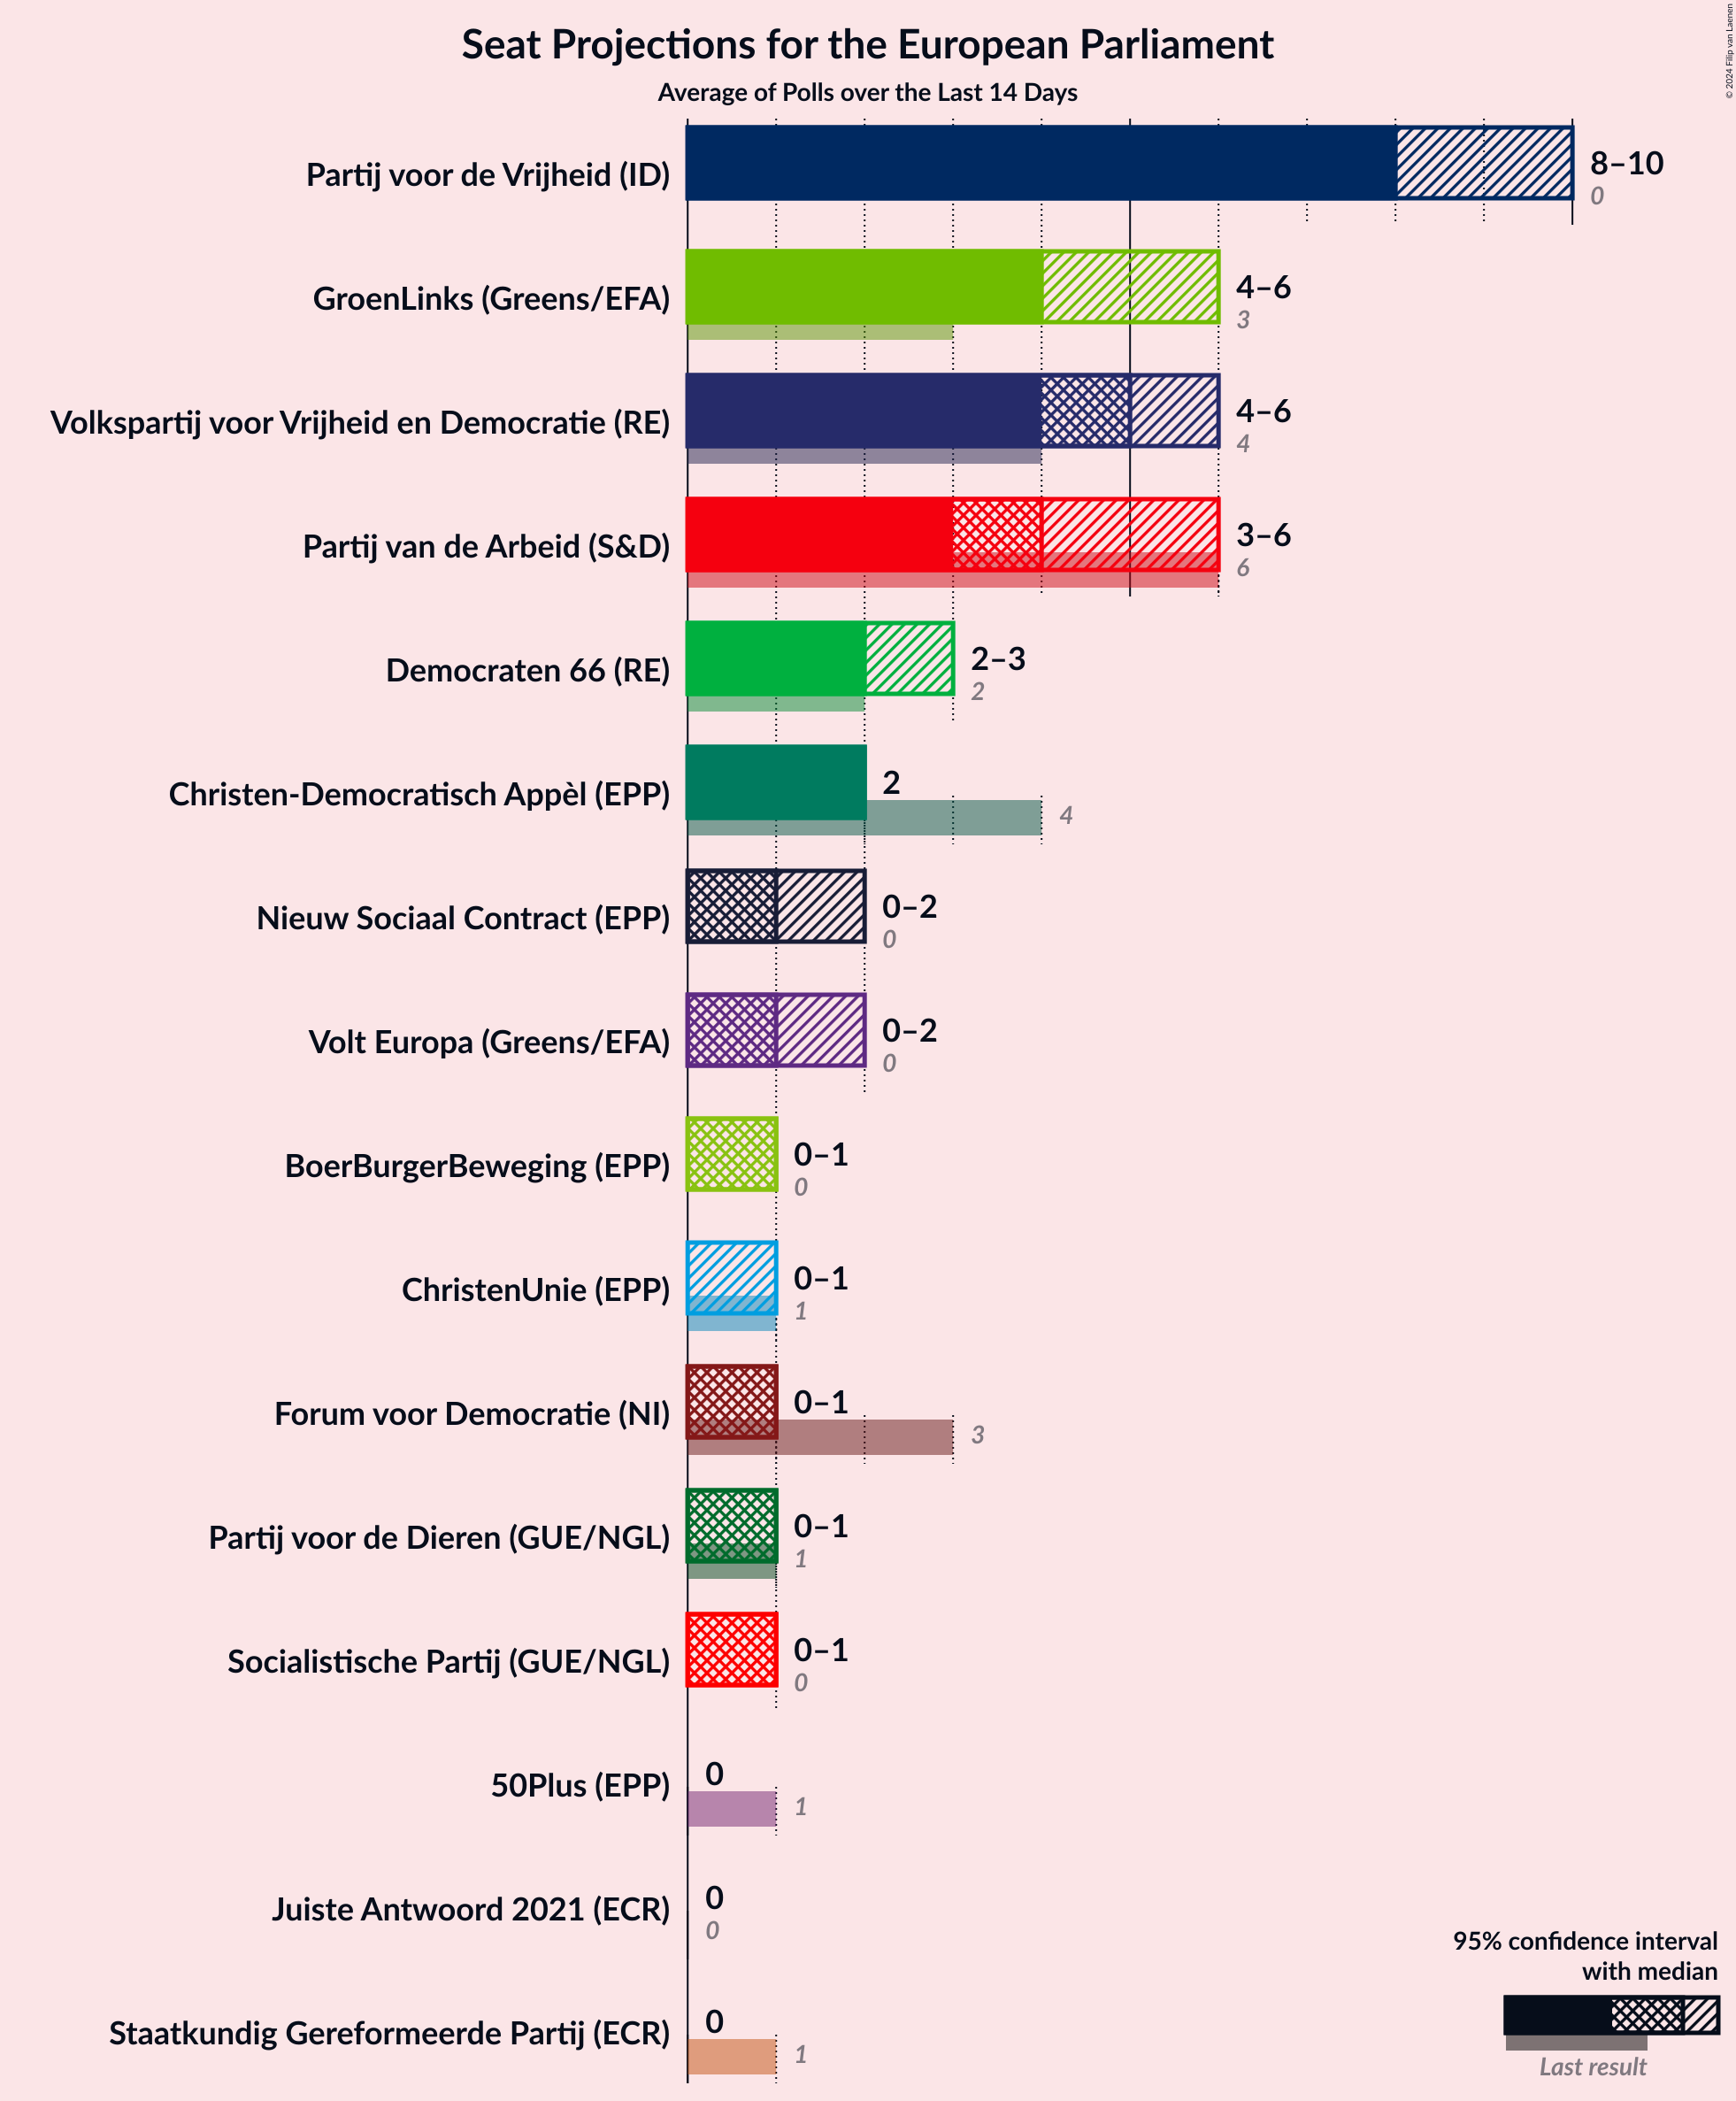 Seat Projections for the European Parliament
Average of Polls over the Last 14 Days
© 2024 Filip van Laenen
Partij voor de Vrijheid (ID)
8–10
0
GroenLinks (Greens/EFA)
4–6
3
Volkspartij voor Vrijheid en Democratie (RE)
4–6
4
Partij van de Arbeid (S&D)
3–6
6
Democraten 66 (RE)
2–3
2
Christen-Democratisch Appèl (EPP)
2
4
Nieuw Sociaal Contract (EPP)
0–2
0
Volt Europa (Greens/EFA)
0–2
0
BoerBurgerBeweging (EPP)
0–1
0
ChristenUnie (EPP)
0–1
1
Forum voor Democratie (NI)
0–1
3
Partij voor de Dieren (GUE/NGL)
0–1
1
Socialistische Partij (GUE/NGL)
0–1
0
50Plus (EPP)
0
1
Juiste Antwoord 2021 (ECR)
0
0
Staatkundig Gereformeerde Partij (ECR)
0
1
95% confidence interval
with median
Last result